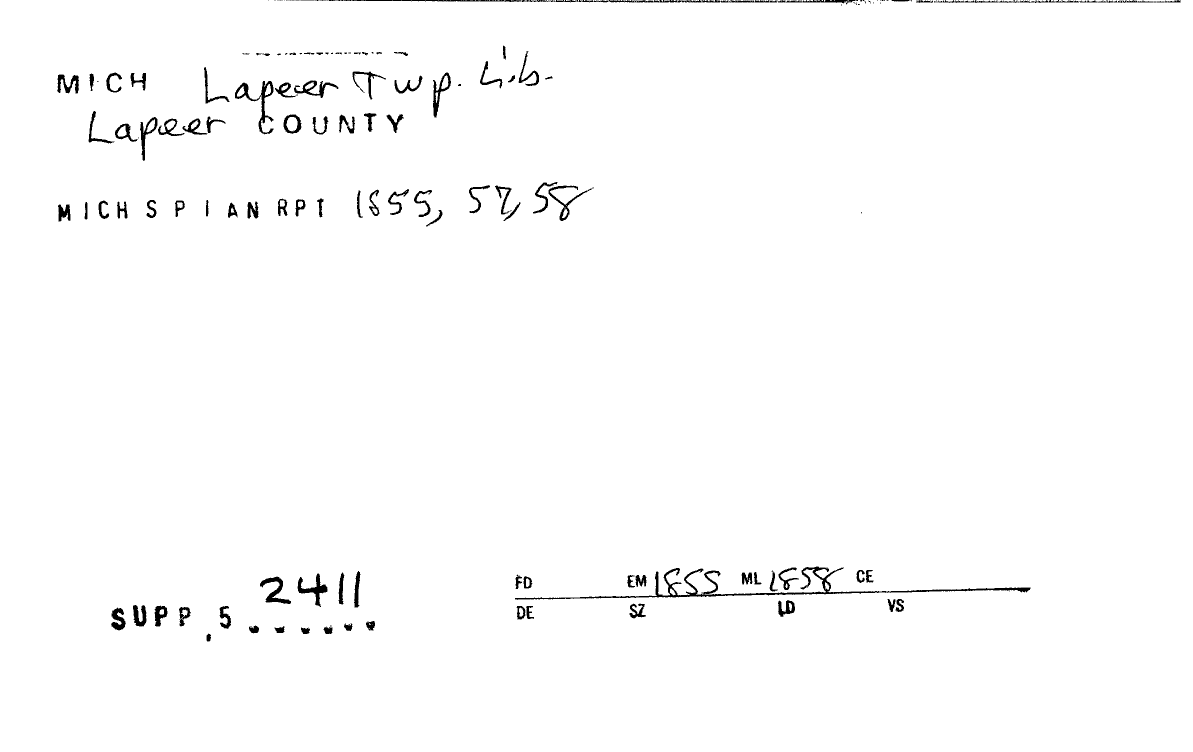 MICH Lapeer Twp. Lib.
Lapeer COUNTY
MICH S P I AN RPT 1855, 57, 58
SUPP.5 2411
FD EM 1855 ML 1858 CE
DE SZ LD VS